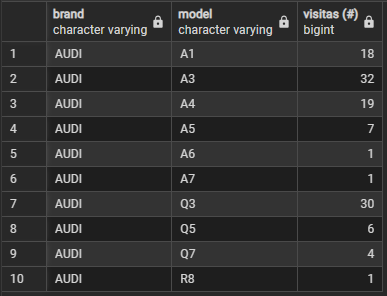 brand model visitas (#)
character varying character varying bigint
1 AUDI A1 18
2 AUDI A3 32
3 AUDI A4 19
4 AUDI A5 7
5 AUDI A6 1
6 AUDI A7 1
7 AUDI Q3 30
8 AUDI Q5 6
9 AUDI Q7 4
10 AUDI R8 1